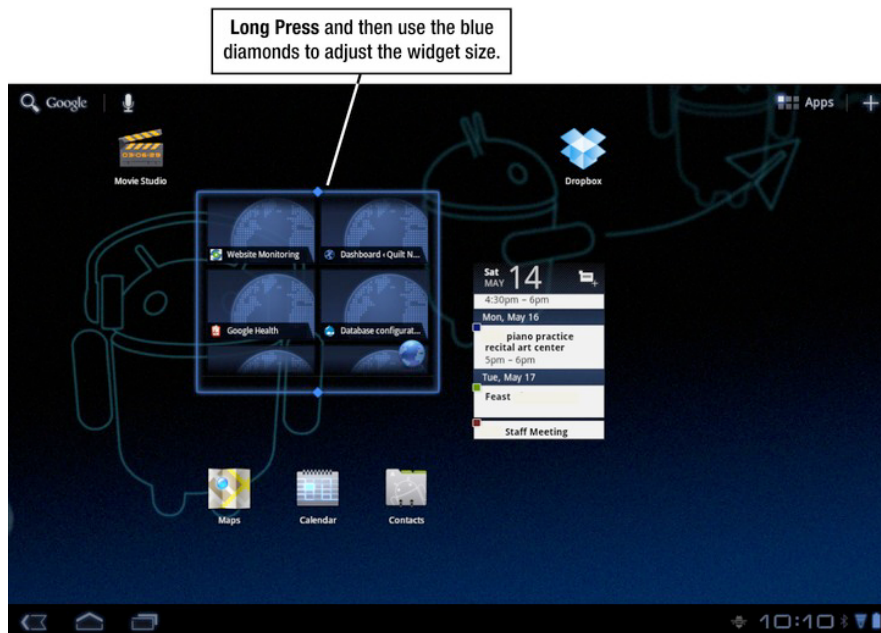 Long Press and then use the blue
diamonds to adjust the widget size.
Google
Apps
Movie Studio
Dropbox
Website Monitoring
Dashboard ‹ Quilt N...
Google Health
Database configurat...
Sat
MAY
14
4:30pm – 6pm
Mon, May 16
piano practice
recital art center
5pm – 6pm
Tue, May 17
Feast
Staff Meeting
Maps
Calendar
Contacts
10:10